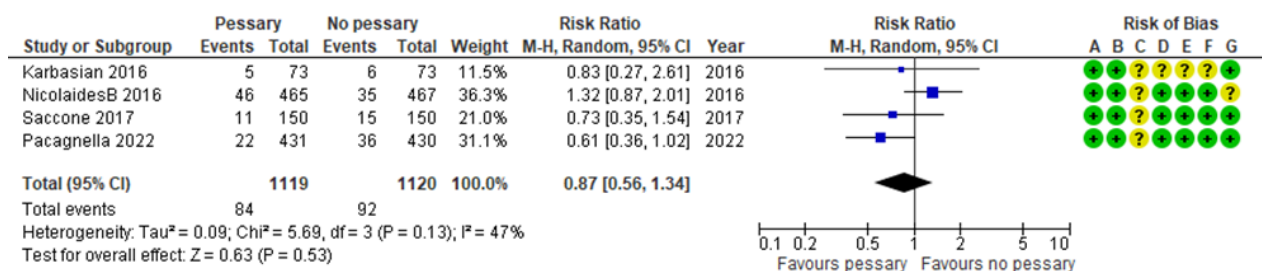 Pessary No pessary Risk Ratio Risk Ratio Risk of Bias
Study or Subgroup Events Total Events Total Weight M-H, Random, 95% CI Year M-H, Random, 95% CI A B C D E F G
Karbasian 2016 5 73 6 73 11.5% 0.83 [0.27, 2.61] 2016 + + ? ? ? ? +
NicolaidesB 2016 46 465 35 467 36.3% 1.32 [0.87, 2.01] 2016 + + ? + + + ?
Saccone 2017 11 150 15 150 21.0% 0.73 [0.35, 1.54] 2017 + + ? + + + +
Pacagnella 2022 22 431 36 430 31.1% 0.61 [0.36, 1.02] 2022 + + ? + + + +
Total (95% CI) 1119 1120 100.0% 0.87 [0.56, 1.34]
Total events 84 92
Heterogeneity: Tau² = 0.09; Chi² = 5.69, df = 3 (P = 0.13); I² = 47%
Test for overall effect: Z = 0.63 (P = 0.53)
0.1 0.2 0.5 1 2 5 10
Favours pessary Favours no pessary